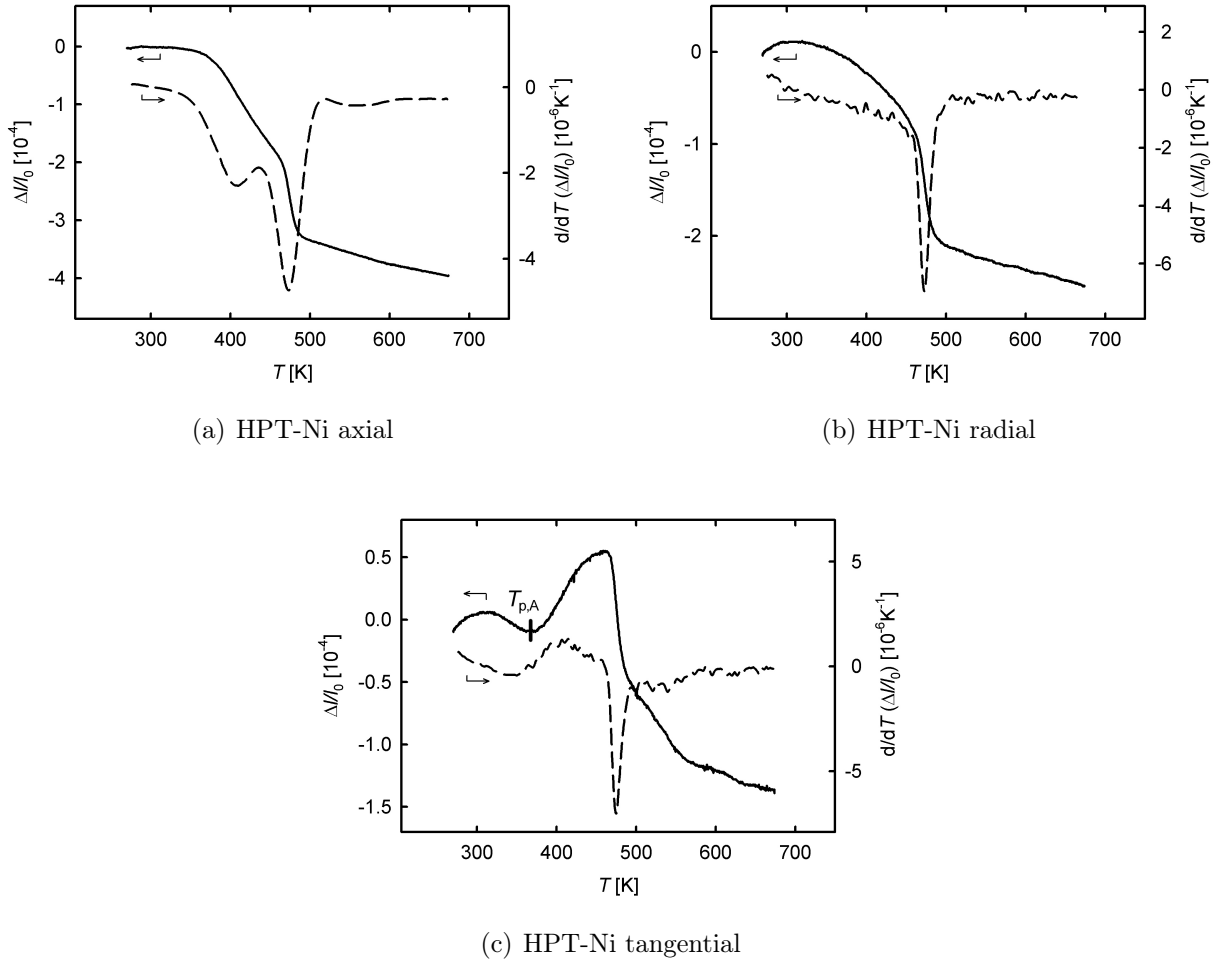 0
-1
-2
-3
-4
Δl/l0 [10-4]
0
-2
-4
d/dT (Δl/l0) [10-6K-1]
300 400 500 600 700
T [K]
(a) HPT-Ni axial
0
-1
-2
Δl/l0 [10-4]
2
0
-2
-4
-6
d/dT (Δl/l0) [10-6K-1]
300 400 500 600 700
T [K]
(b) HPT-Ni radial
0.5
0.0
-0.5
-1.0
-1.5
Δl/l0 [10-4]
Tp,A
5
0
-5
d/dT (Δl/l0) [10-6K-1]
300 400 500 600 700
T [K]
(c) HPT-Ni tangential